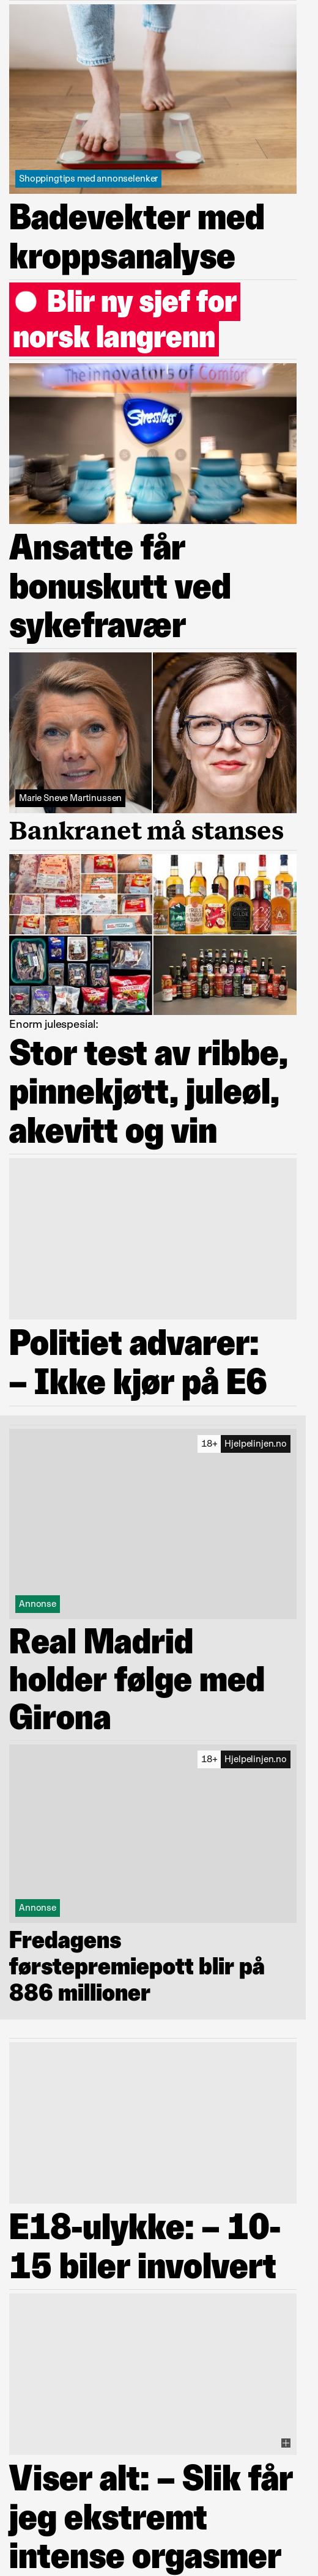 Shoppingtips med annonselenker
Badevekter med
kroppsanalyse
Blir ny sjef for
norsk langrenn
The innovators of Comfort
Stressless
Ansatte får
bonuskutt ved
sykefravær
Marie Sneve Martinussen
Bankranet må stanses
Enorm julespesial:
Stor test av ribbe,
pinnekjøtt, juleøl,
akevitt og vin
Politiet advarer:
– Ikke kjør på E6
18+ Hjelpelinjen.no
Annonse
Real Madrid
holder følge med
Girona
18+ Hjelpelinjen.no
Annonse
Fredagens
førstepremiepott blir på
886 millioner
E18-ulykke: – 10-
15 biler involvert
Viser alt: – Slik får
jeg ekstremt
intense orgasmer